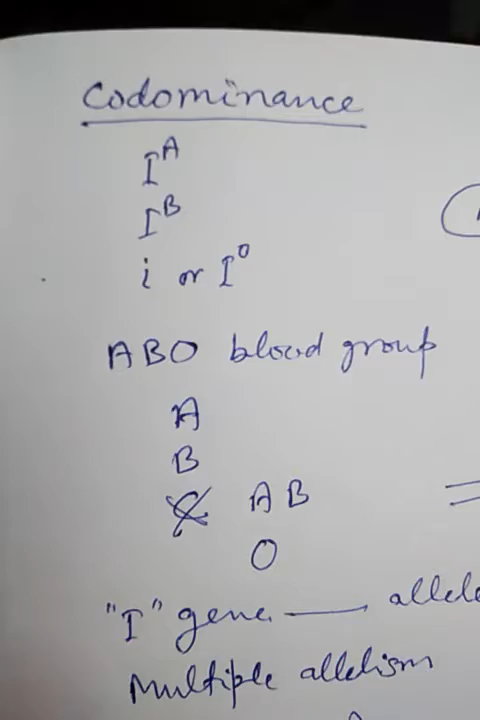 Codominance
I^A
I^B
i or I^0
ABO blood group
A
B
AB
O
"I" gene —
Multiple allelism